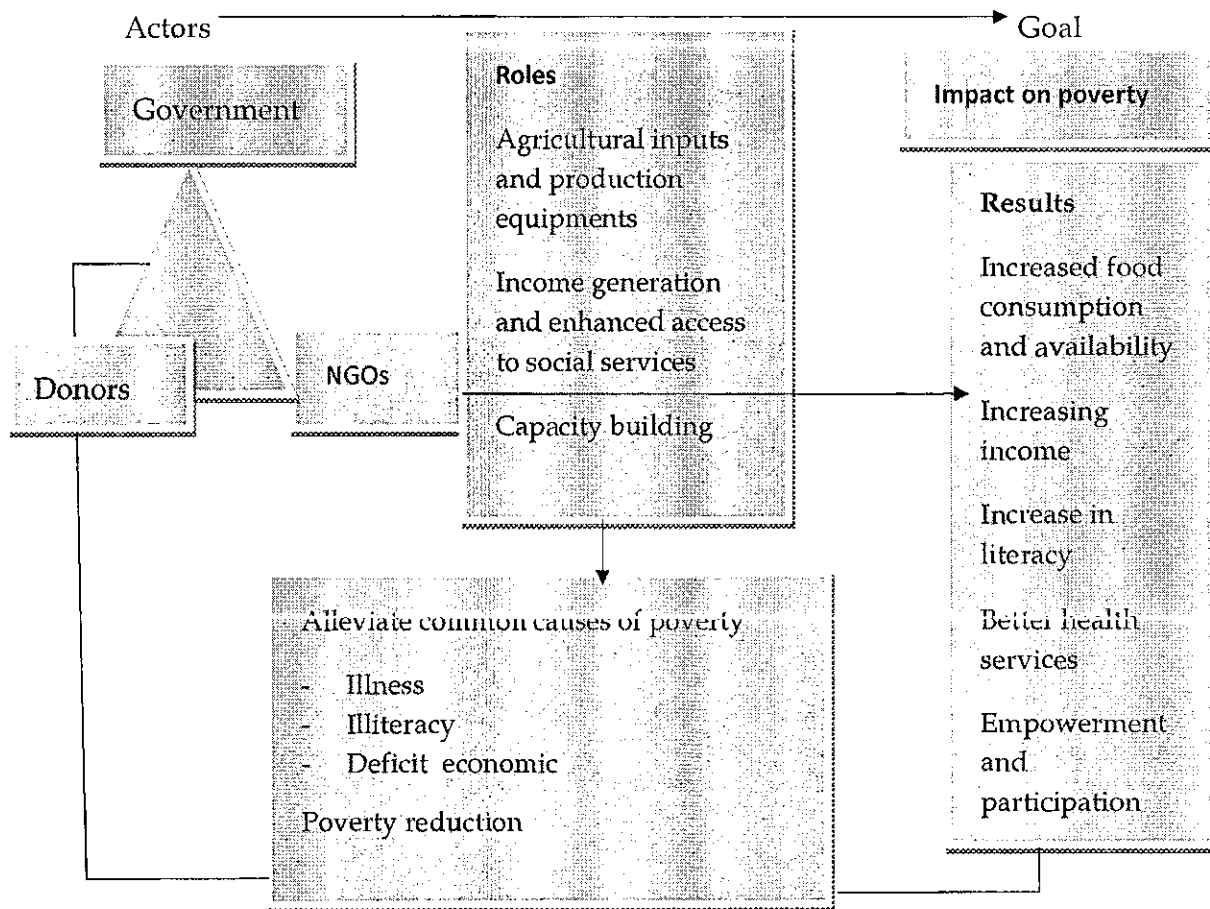 Actors
Goal
Government
Donors
NGOs
Roles
Agricultural inputs
and production
equipments
Income generation
and enhanced access
to social services
Capacity building
Impact on poverty
Results
Increased food
consumption
and availability
Increasing
income
Increase in
literacy
Better health
services
Empowerment
and
participation
Alleviate common causes of poverty
- Illness
- Illiteracy
- Deficit economic
Poverty reduction